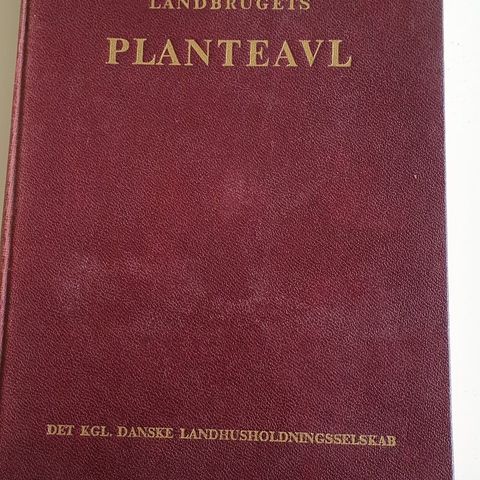 LANDBRUGETS
PLANTEAVL
DET KGL. DANSKE LANDHUSHOLDNINGSSELSKAB